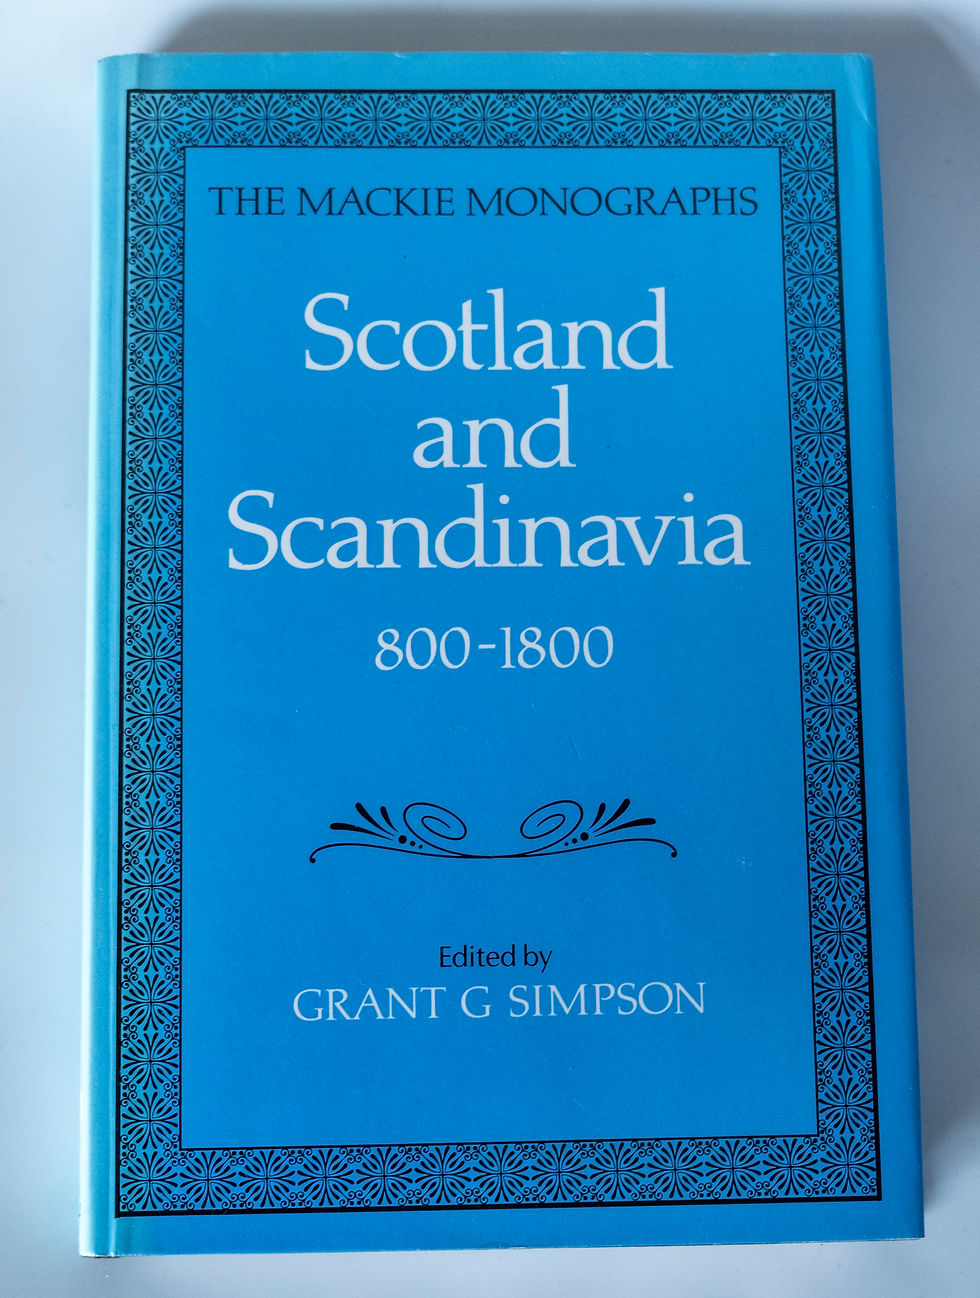 THE MACKIE MONOGRAPHS
Scotland
and
Scandinavia
800-1800
Edited by
GRANT G SIMPSON